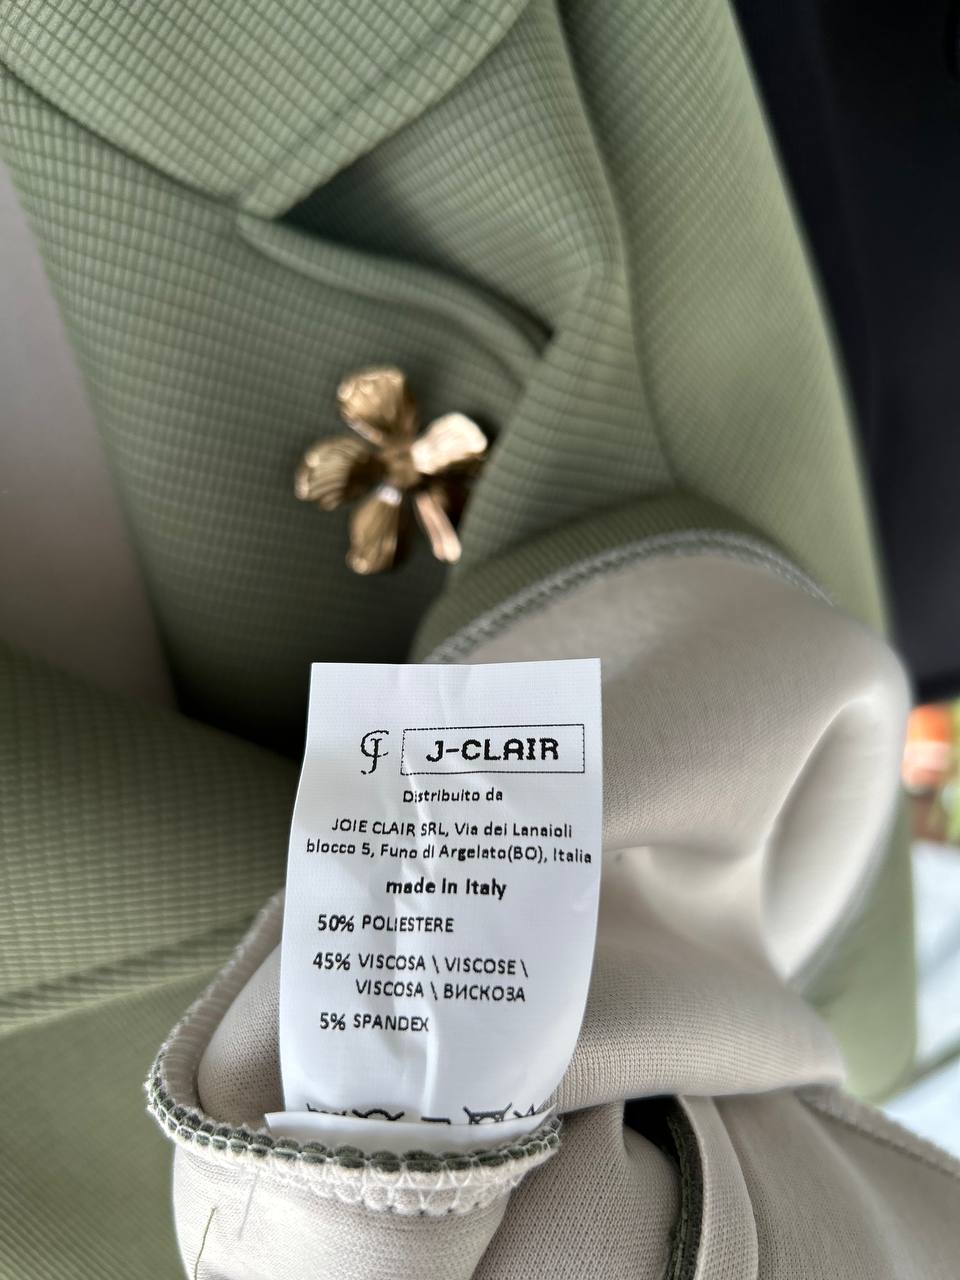 J-CLAIR
Distribuito da
JOIE CLAIR SRL, Via dei Lanaioli
blocco 5, Funo di Argelato(BO), Italia
made in Italy
50% POLIESTERE
45% VISCOSA \ VISCOSE \
VISCOSA \ ВИСКОЗА
5% SPANDEX